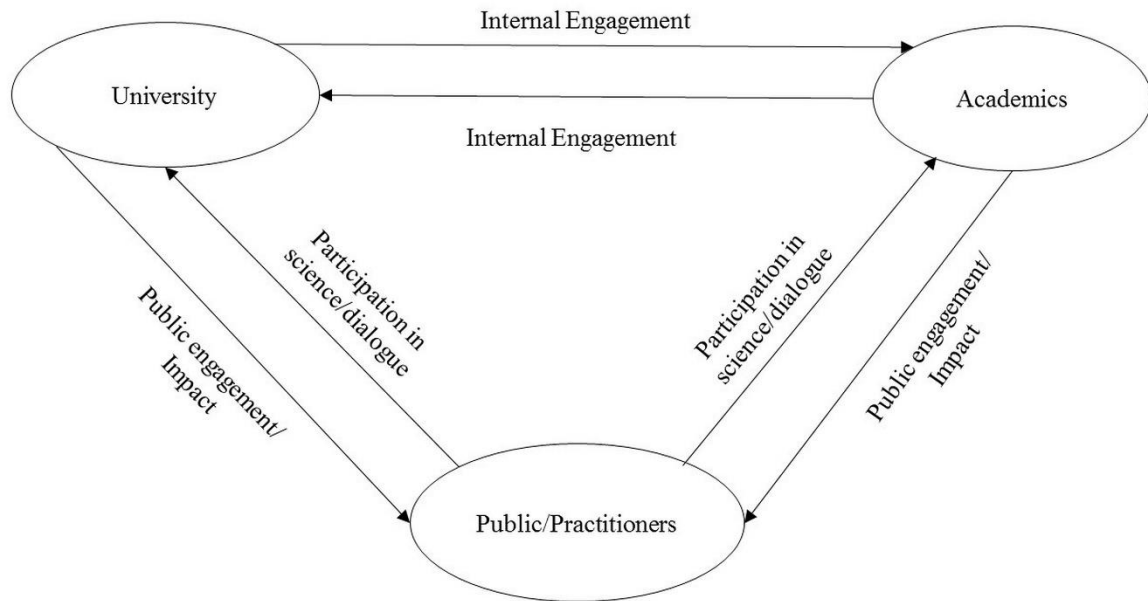 Internal Engagement
University
Academics
Internal Engagement
Participation in
science/dialogue
Public engagement/
Impact
Participation in
science/dialogue
Public engagement/
Impact
Public/Practitioners